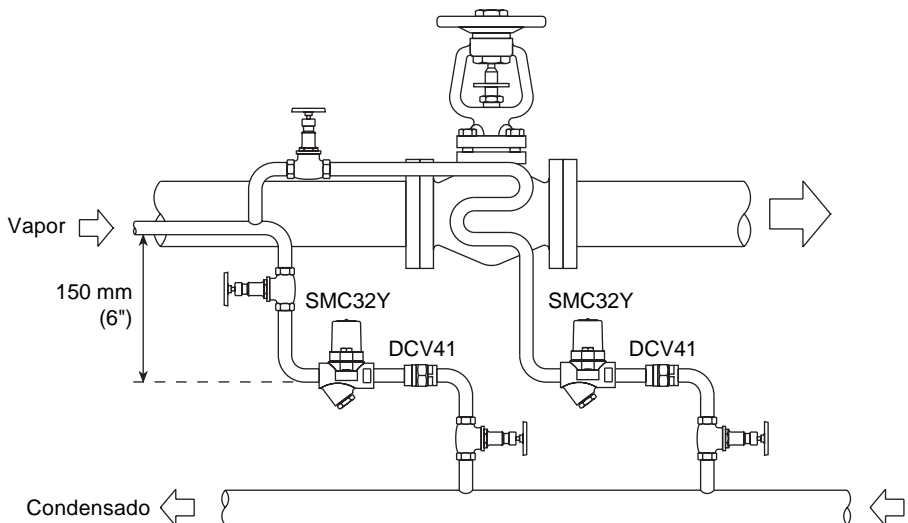 Vapor
150 mm
(6")
SMC32Y
SMC32Y
DCV41
DCV41
Condensado